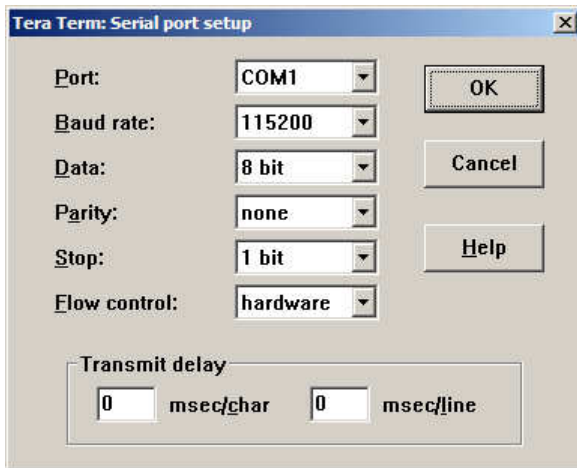 Tera Term: Serial port setup
Port: COM1
OK
Baud rate: 115200
Data: 8 bit
Cancel
Parity: none
Stop: 1 bit
Help
Flow control: hardware
Transmit delay
0 msec/char 0 msec/line